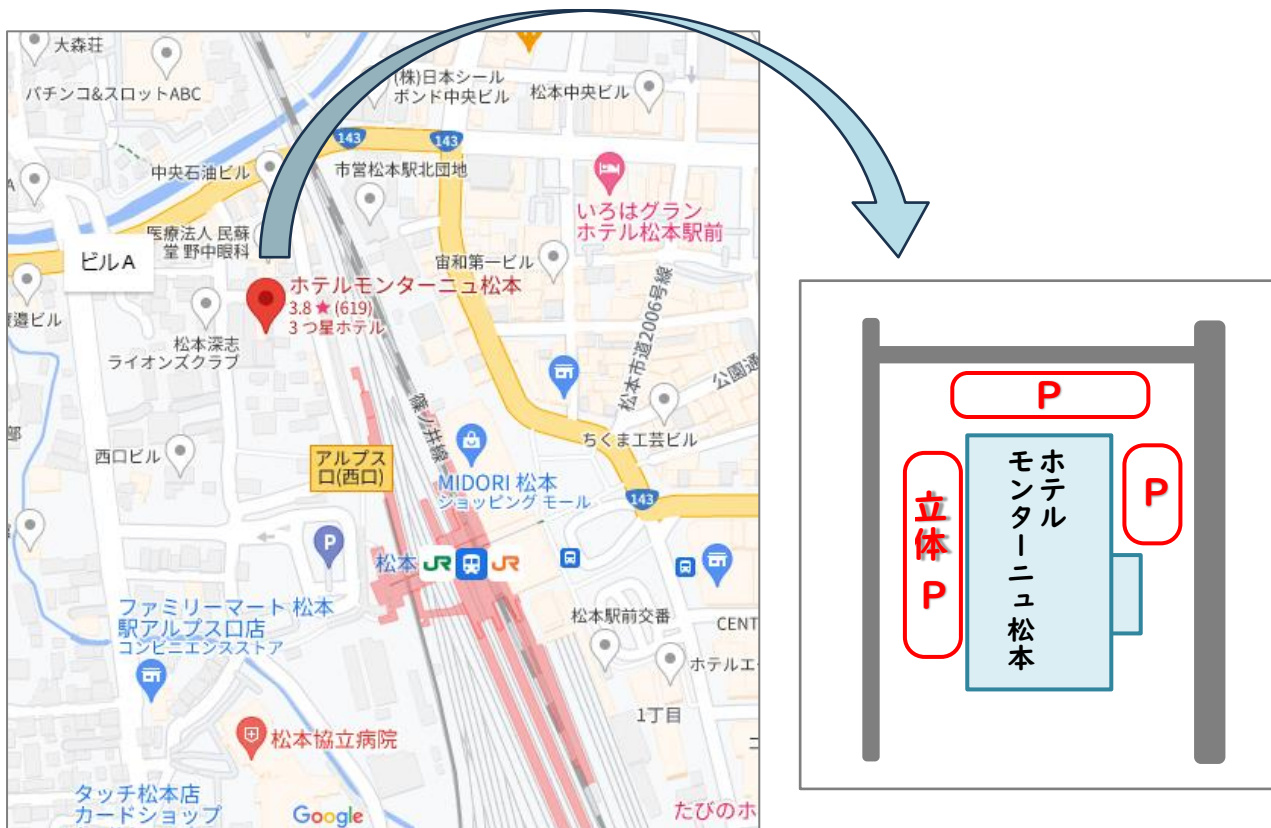 大森荘
パチンコ&スロットABC
(株)日本シール
ボンド中央ビル
松本中央ビル
143
143
中央石油ビル
市営松本駅北団地
A
いろはグラン
ホテル松本駅前
医療法人 民蘇
堂 野中眼科
ビルA
宙和第一ビル
ホテルモンターニュ松本
3.8 ★ (619)
3 つ星ホテル
渡邉ビル
松本深志
ライオンズクラブ
松本市道2006号線
公園通
篠ノ井線
ちくま工芸ビル
部
西口ビル
アルプス
口(西口)
MIDORI 松本
ショッピング モール
143
P
松本 JR JR
ファミリーマート 松本
駅アルプス口店
コンビニエンスストア
松本駅前交番
CENT
ホテルエ
1丁目
松本協立病院
タッチ松本店
カードショップ
Google
たびのホ
P
立体 P
ホテル
モンターニュ松本
P